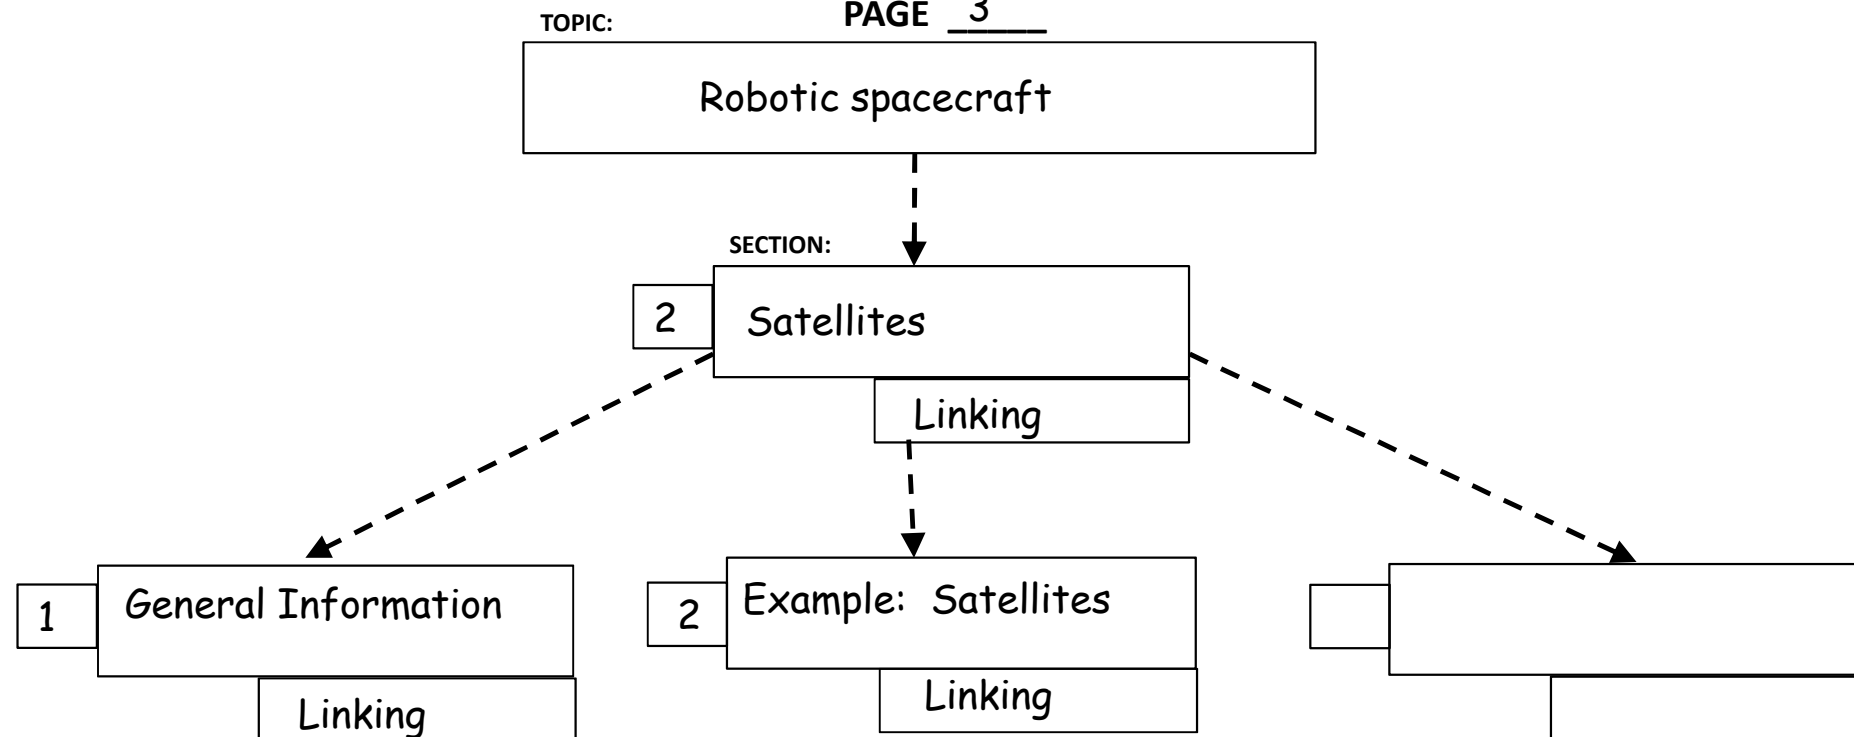 TOPIC:
PAGE 3
Robotic spacecraft
SECTION:
2
Satellites
Linking
1
General Information
Linking
2
Example: Satellites
Linking